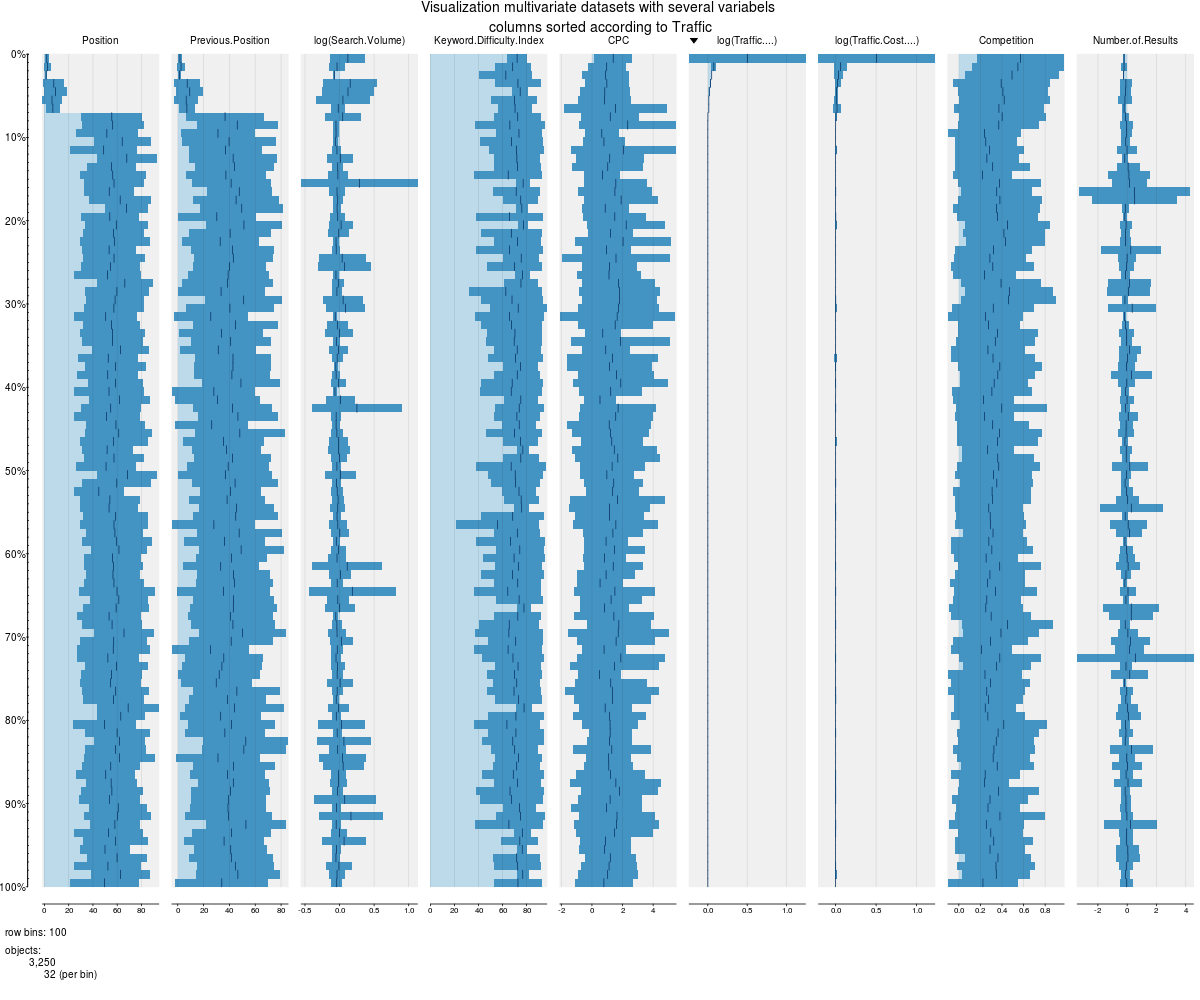 Visualization multivariate datasets with several variabels
columns sorted according to Traffic
Position Previous.Position log(Search.Volume) Keyword.Difficulty.Index CPC log(Traffic....) log(Traffic.Cost....) Competition Number.of.Results
0%
10%
20%
30%
40%
50%
60%
70%
80%
90%
100%
0 20 40 60 80 0 20 40 60 80 -0.5 0.0 0.5 1.0 0 20 40 60 80 -2 0 2 4 0.0 0.5 1.0 0.0 0.5 1.0 0.0 0.2 0.4 0.6 0.8 -2 0 2 4
row bins: 100
objects:
3,250
32 (per bin)